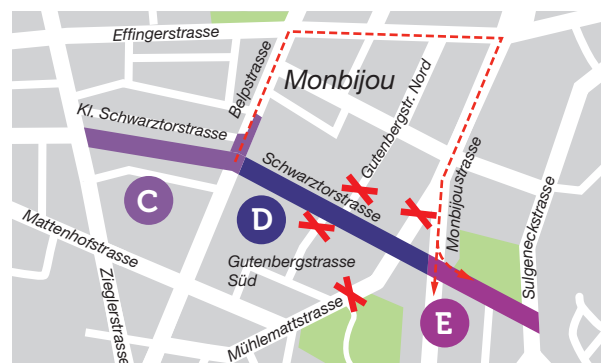 Effingerstrasse
Belpstrasse
Monbijou
Gutenbergstr. Nord
Kl. Schwarztorstrasse
Schwarztorstrasse
Monbijoustrasse
Sulgeneckstrasse
C
D
Mattenhofstrasse
Zieglerstrasse
Gutenbergstrasse
Süd
Mühlemattstrasse
E